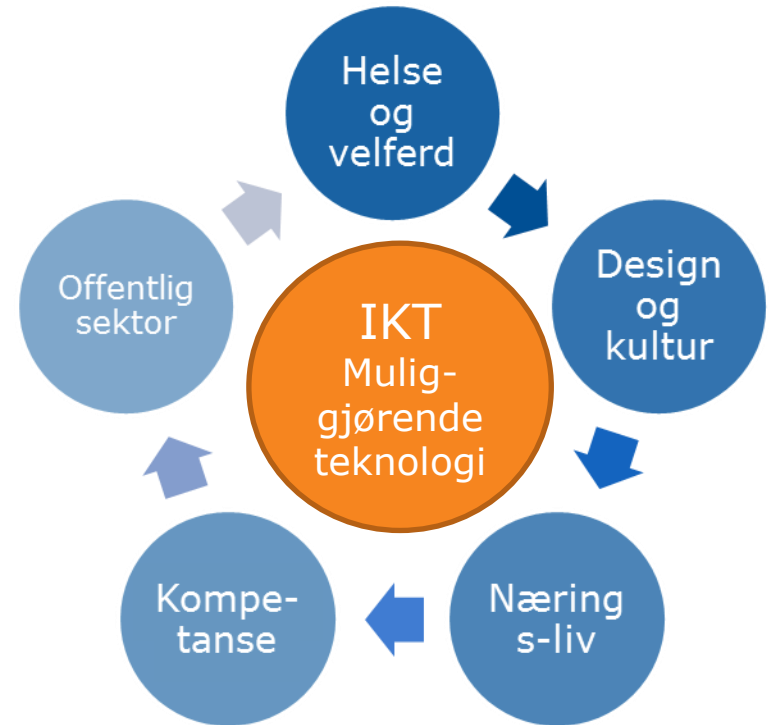 Helse
og
velferd
Design
og
kultur
Næring
s-liv
Kompe-
tanse
Offentlig
sektor
IKT
Mulig-
gjørende
teknologi